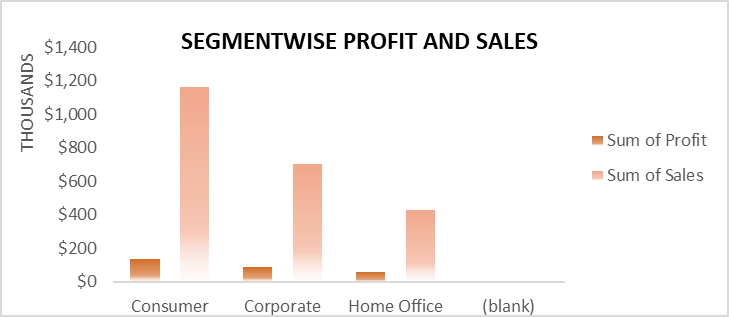 SEGMENTWISE PROFIT AND SALES
THOUSANDS
$1,400
$1,200
$1,000
$800
$600
$400
$200
$0
Consumer Corporate Home Office (blank)
Sum of Profit
Sum of Sales